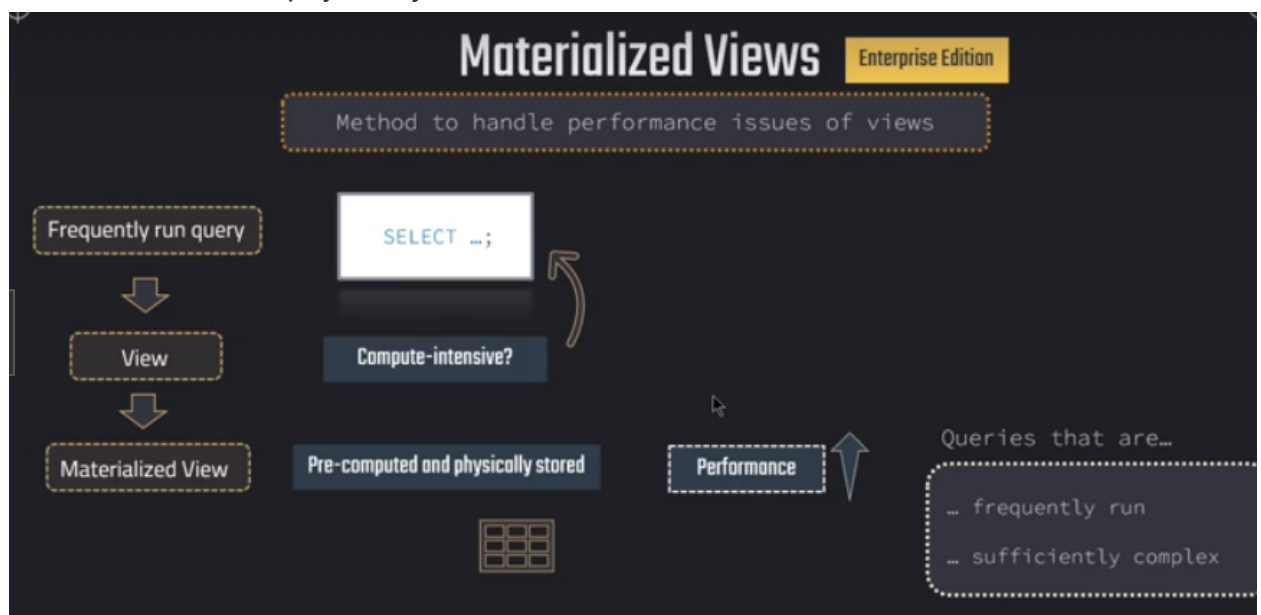 Materialized Views
Enterprise Edition
Method to handle performance issues of views
Frequently run query
SELECT …;
View
Compute-intensive?
Materialized View
Pre-computed and physically stored
Performance
Queries that are…
… frequently run
… sufficiently complex